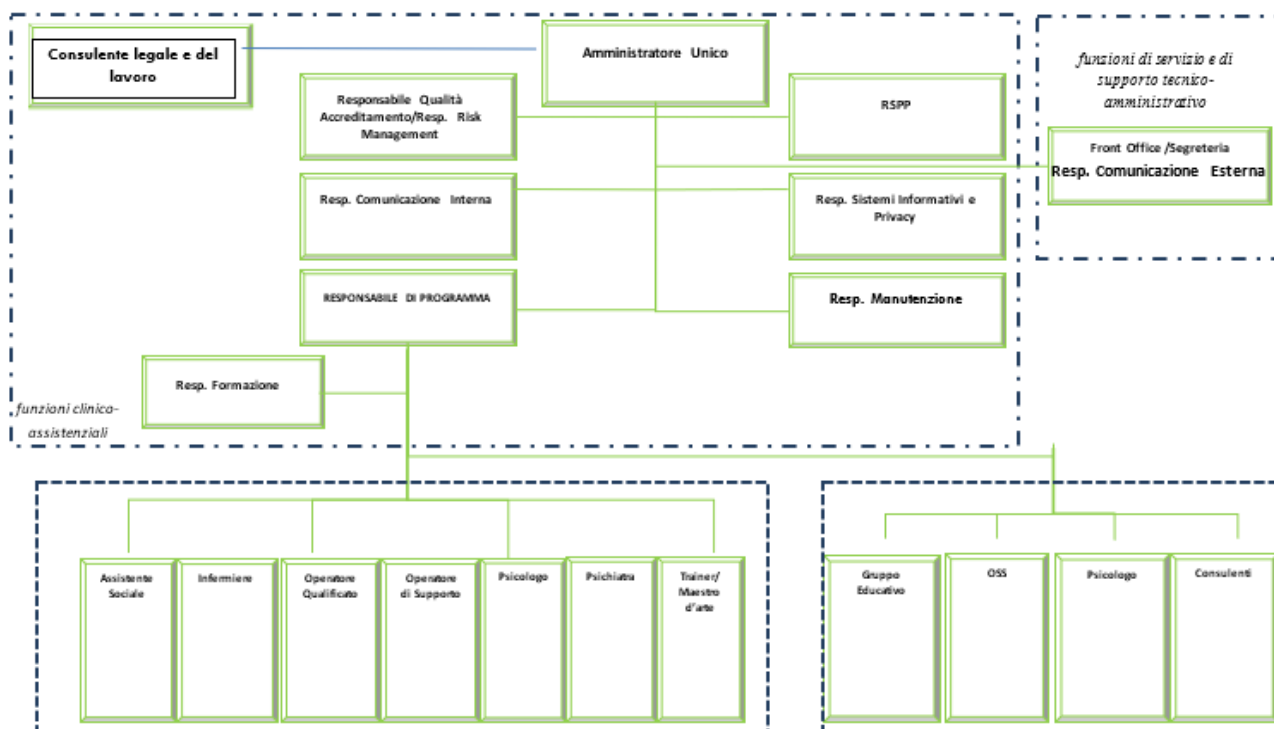 Consulente legale e del
lavoro
Amministratore Unico
funzioni di servizio e di
supporto tecnico-
amministrativo
Responsabile Qualità
Accreditamento/Resp. Risk
Management
RSPP
Front Office /Segreteria
Resp. Comunicazione Esterna
Resp. Comunicazione Interna
Resp. Sistemi Informativi e
Privacy
RESPONSABILE DI PROGRAMMA
Resp. Manutenzione
Resp. Formazione
funzioni clinico-
assistenziali
Assistente
Sociale
Infermiere
Operatore
Qualificato
Operatore
di Supporto
Psicologo
Psichiatra
Trainer/
Maestro
d'arte
Gruppo
Educativo
OSS
Psicologo
Consulenti